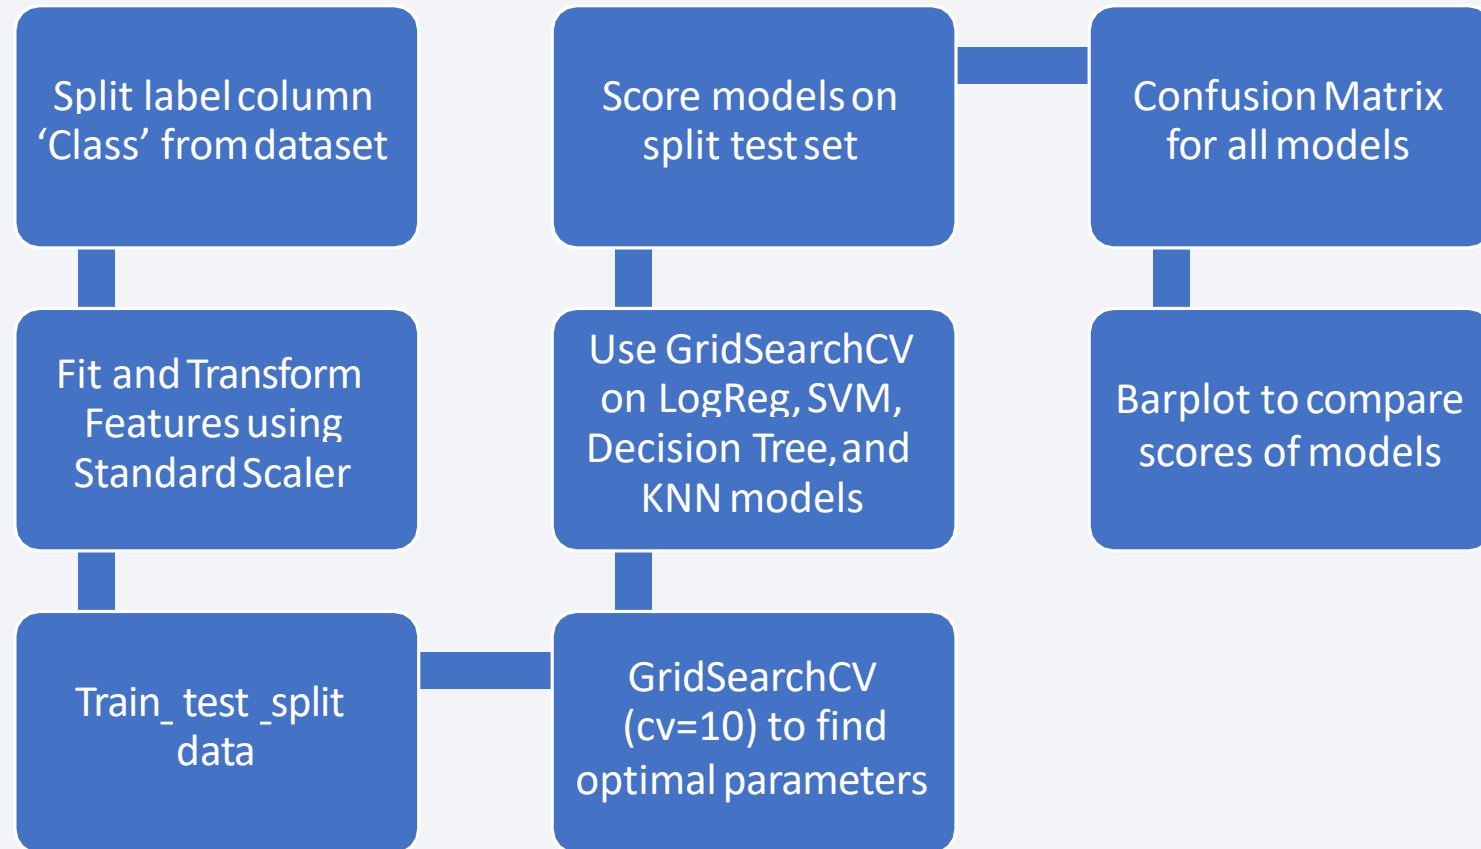 Split label column
‘Class’ from dataset
Fit and Transform
Features using
Standard Scaler
Train_ test _split
data
GridSearchCV
(cv=10) to find
optimal parameters
Use GridSearchCV
on LogReg, SVM,
Decision Tree, and
KNN models
Score models on
split test set
Confusion Matrix
for all models
Barplot to compare
scores of models